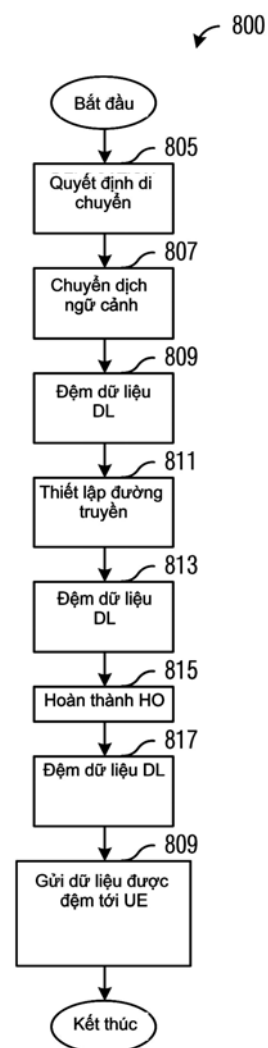 800
Bắt đầu
805
Quyết định di
chuyển
807
Chuyển dịch
ngữ cảnh
809
Đệm dữ liệu
DL
811
Thiết lập đường
truyền
813
Đệm dữ liệu
DL
815
Hoàn thành HO
817
Đệm dữ liệu DL
809
Gửi dữ liệu được
đệm tới UE
Kết thúc